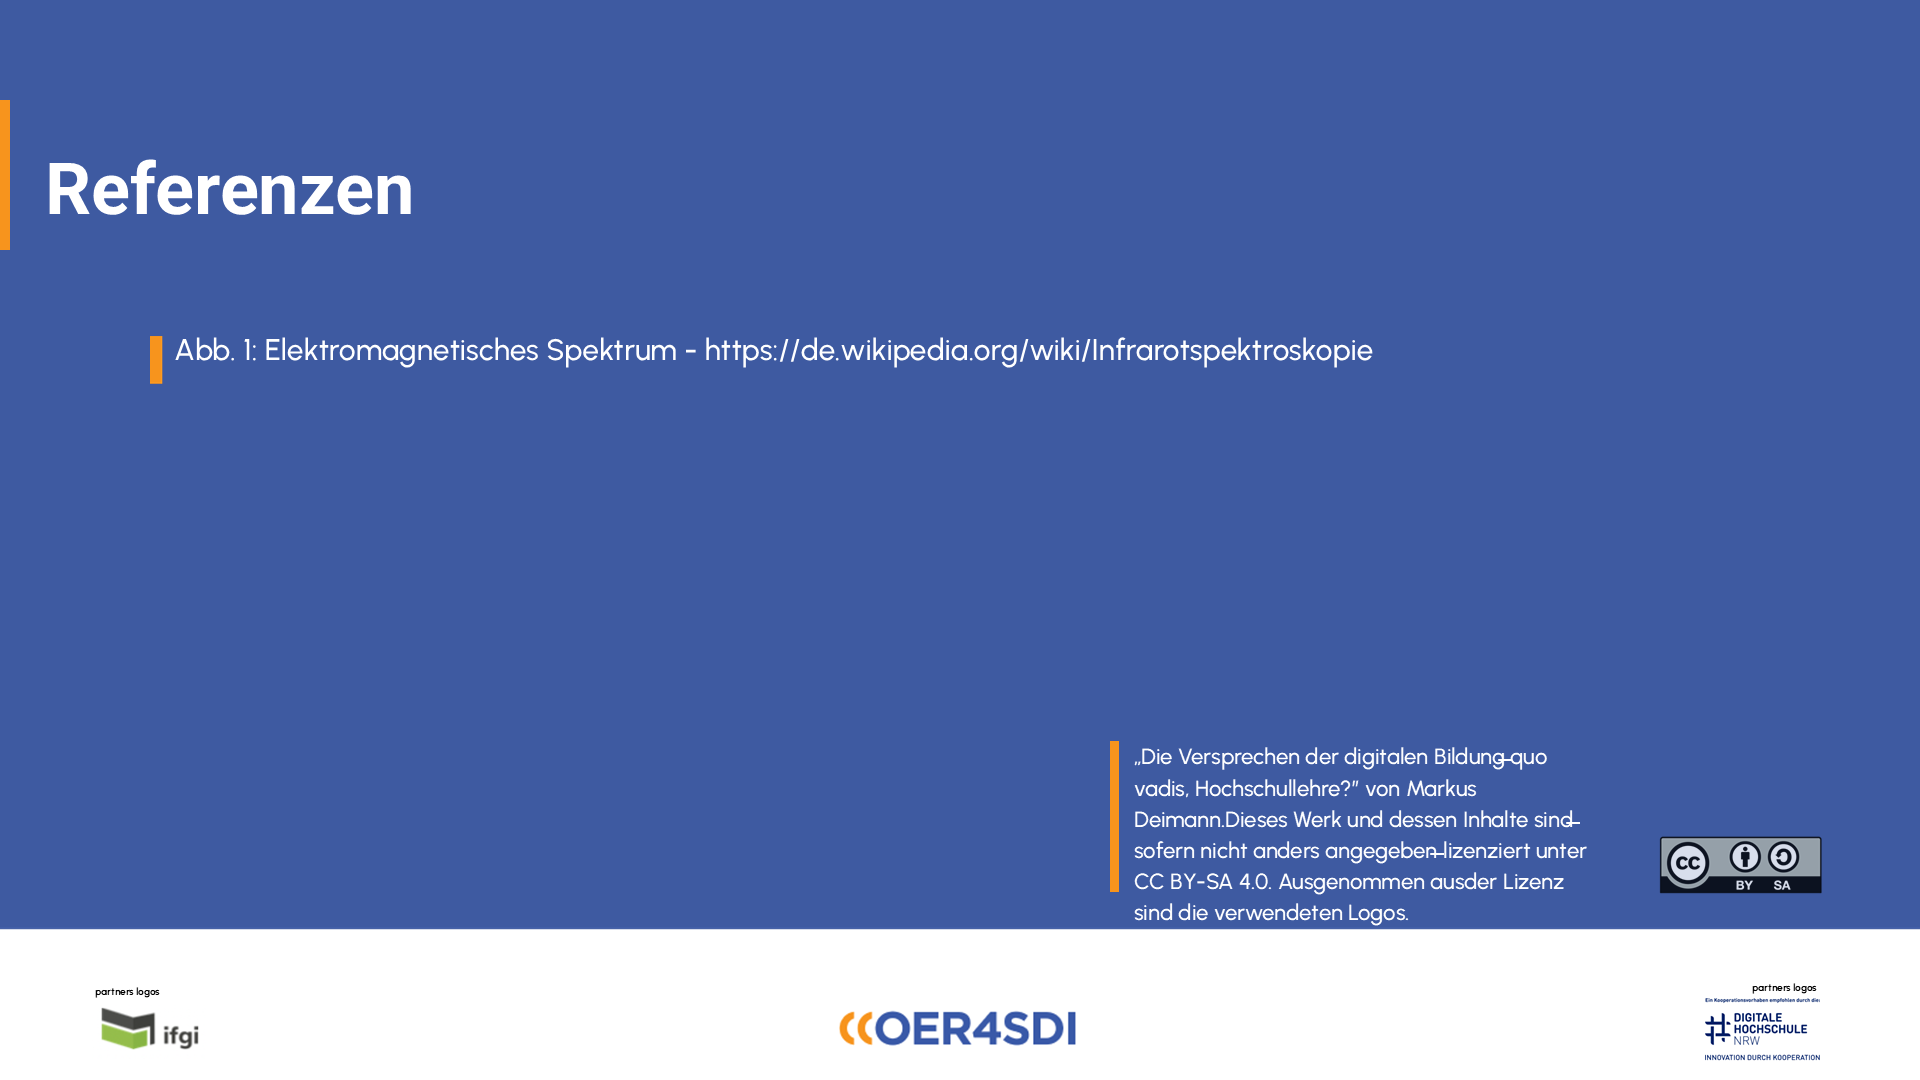 Referenzen
Abb. 1: Elektromagnetisches Spektrum - https://de.wikipedia.org/wiki/Infrarotspektroskopie
„Die Versprechen der digitalen Bildung–quo
vadis, Hochschullehre?” von Markus
Deimann.Dieses Werk und dessen Inhalte sind–
sofern nicht anders angegeben–lizenziert unter
CC BY-SA 4.0. Ausgenommen ausder Lizenz
sind die verwendeten Logos.
cc BY SA
partners logos
ifgi
OER4SDI
partners logos
Ein Kooperationsvorhaben empfohlen durch die:
DIGITALE
HOCHSCHULE
NRW
INNOVATION DURCH KOOPERATION